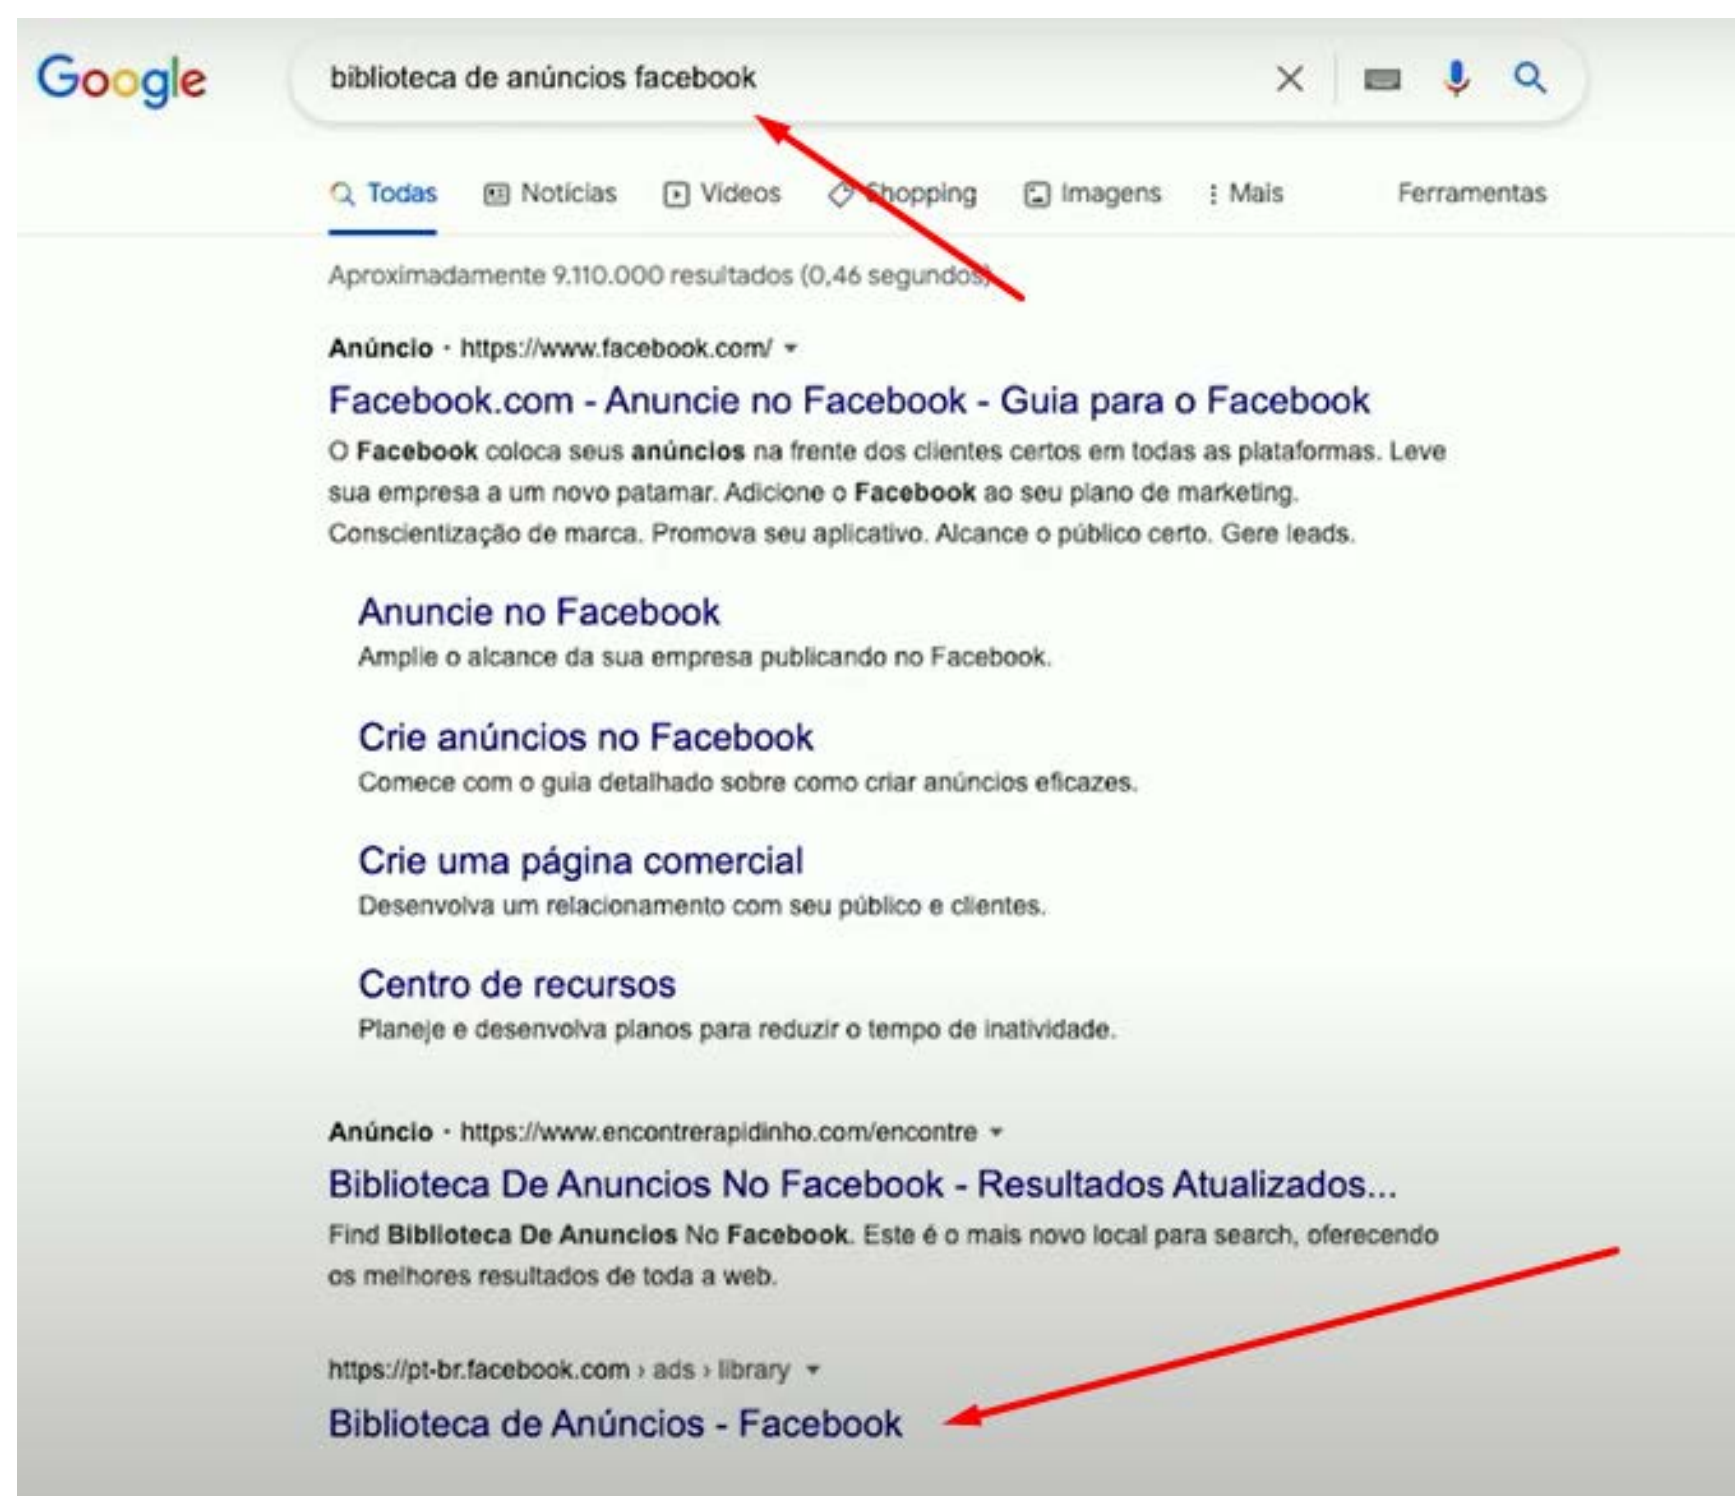 Google
biblioteca de anúncios facebook
Todas Notícias Vídeos Shopping Imagens Mais Ferramentas
Aproximadamente 9.110.000 resultados (0,46 segundos)
Anúncio · https://www.facebook.com/
Facebook.com - Anuncie no Facebook - Guia para o Facebook
O Facebook coloca seus anúncios na frente dos clientes certos em todas as plataformas. Leve
sua empresa a um novo patamar. Adicione o Facebook ao seu plano de marketing.
Conscientização de marca. Promova seu aplicativo. Alcance o público certo. Gere leads.
Anuncie no Facebook
Amplie o alcance da sua empresa publicando no Facebook.
Crie anúncios no Facebook
Comece com o guia detalhado sobre como criar anúncios eficazes.
Crie uma página comercial
Desenvolva um relacionamento com seu público e clientes.
Centro de recursos
Planeje e desenvolva planos para reduzir o tempo de inatividade.
Anúncio · https://www.encontrerapidinho.com/encontre
Biblioteca De Anuncios No Facebook - Resultados Atualizados...
Find Biblioteca De Anuncios No Facebook. Este é o mais novo local para search, oferecendo
os melhores resultados de toda a web.
https://pt-br.facebook.com › ads › library
Biblioteca de Anúncios - Facebook